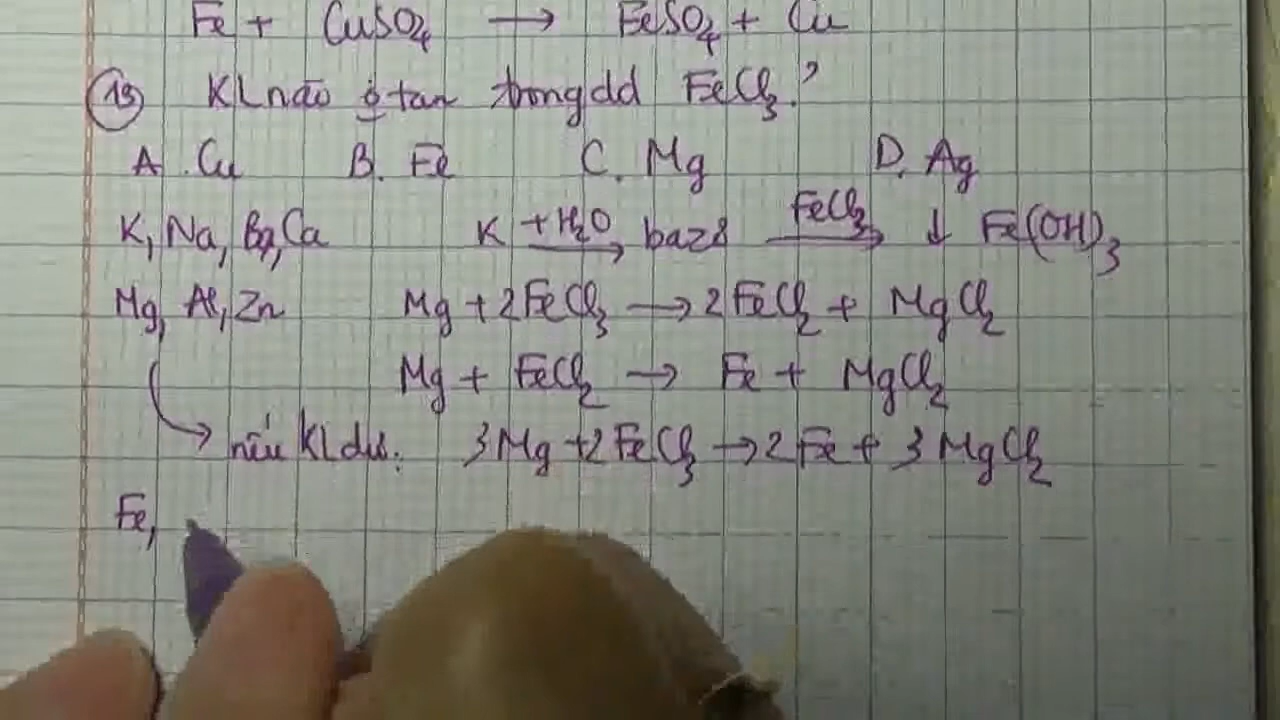 Fe + CuSO4 → FeSO4 + Cu
13 KL nào o tan trong dd FeCl3?
A. Cu B. Fe C. Mg D. Ag
K, Na, Ba, Ca K +H2O → bazơ FeCl3 → ↓ Fe(OH)3
Mg, Al, Zn Mg + 2FeCl3 → 2FeCl2 + MgCl2
Mg + FeCl2 → Fe + MgCl2
nếu KL dư: 3Mg + 2FeCl3 → 2Fe + 3MgCl2
Fe,